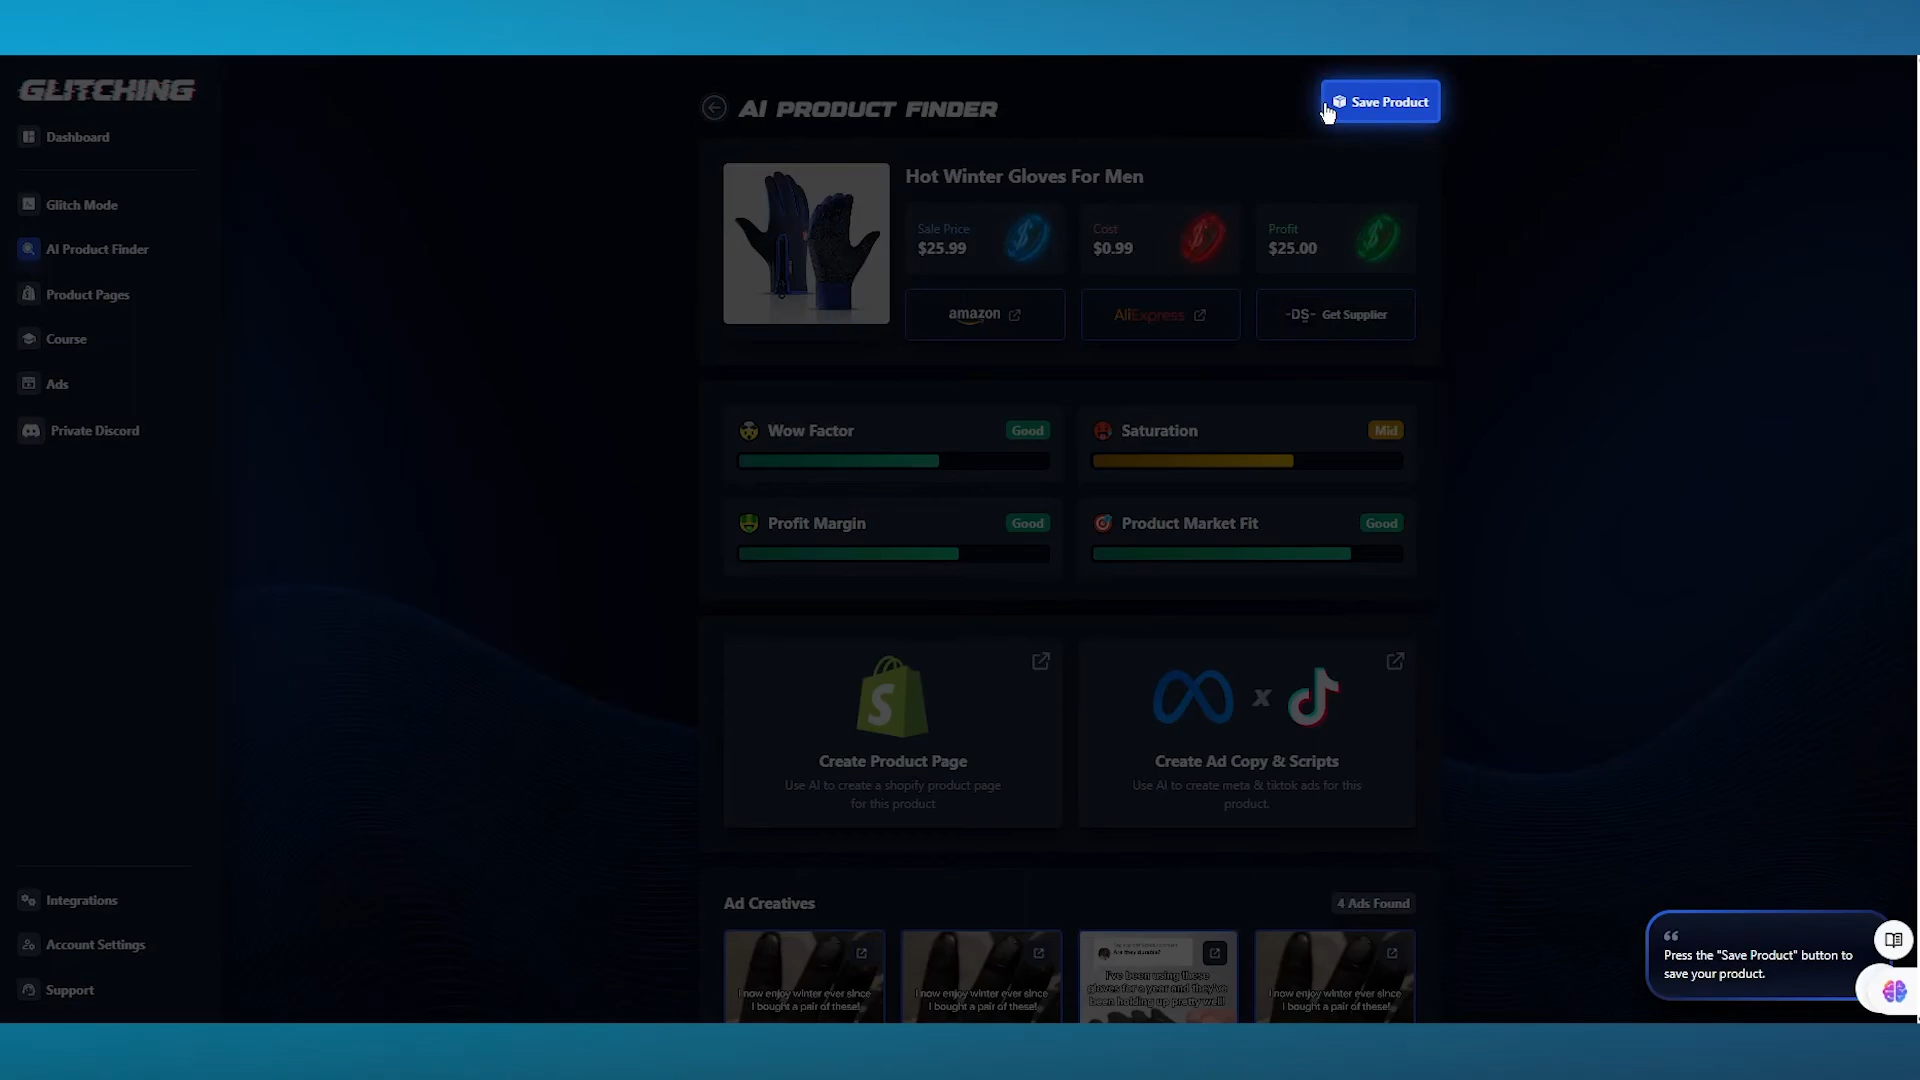 GLITCHING
Dashboard
Glitch Mode
AI Product Finder
Product Pages
Course
Ads
Private Discord
Integrations
Account Settings
Support
AI PRODUCT FINDER
Save Product
Hot Winter Gloves For Men
Sale Price
$25.99
Cost
$0.99
Profit
$25.00
amazon
AliExpress
-DS- Get Supplier
Wow Factor
Good
Saturation
Mid
Profit Margin
Good
Product Market Fit
Good
Create Product Page
Use AI to create a shopify product page
for this product
X
Create Ad Copy & Scripts
Use AI to create meta & tiktok ads for this
product.
Ad Creatives
4 Ads Found
I now enjoy winter ever since
I bought a pair of these!
I now enjoy winter ever since
I bought a pair of these!
Are they durable?
I've been using these
gloves for a year and they've
been holding up pretty well!
I now enjoy winter ever since
I bought a pair of these!
“
Press the "Save Product" button to
save your product.